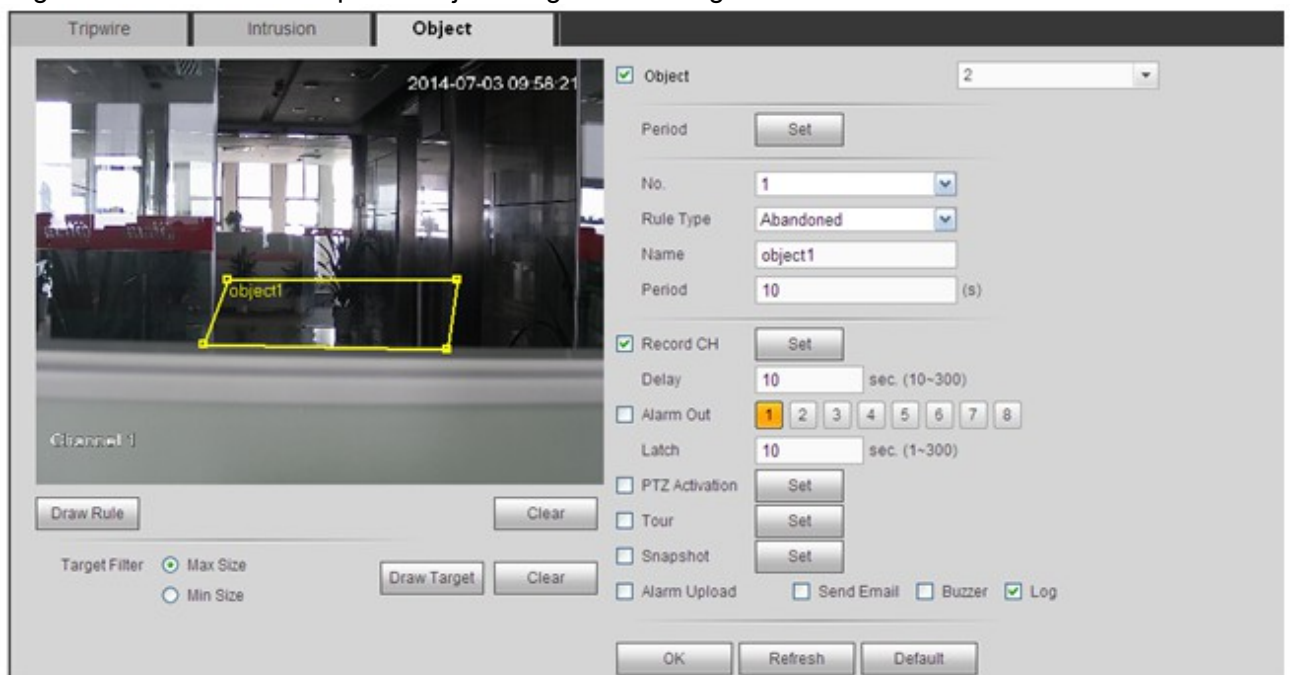 Tripwire Intrusion Object
2014-07-03 09:58:21
object1
Channel 1
Draw Rule Clear
Target Filter Max Size
Min Size
Draw Target Clear
Object 2
Period Set
No. 1
Rule Type Abandoned
Name object1
Period 10 (s)
Record CH Set
Delay 10 sec. (10~300)
Alarm Out 1 2 3 4 5 6 7 8
Latch 10 sec. (1~300)
PTZ Activation Set
Tour Set
Snapshot Set
Alarm Upload Send Email Buzzer Log
OK Refresh Default